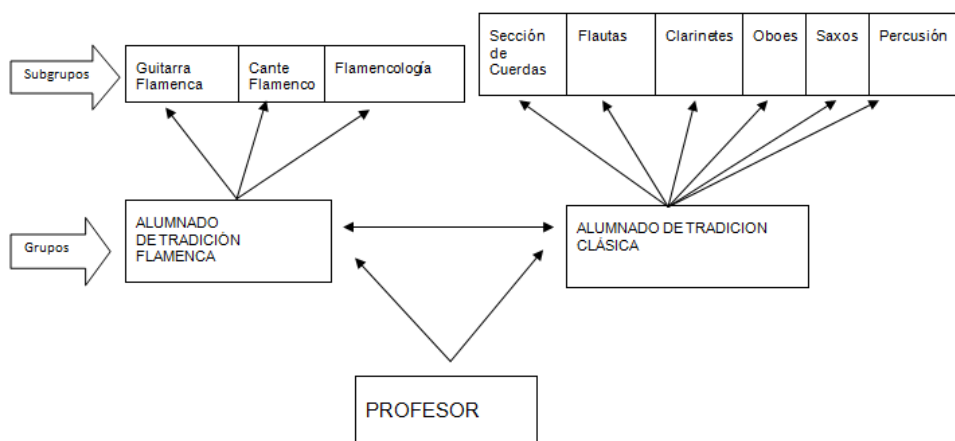 Subgrupos
Guitarra
Flamenca
Cante
Flamenco
Flamencología
Sección
de
Cuerdas
Flautas
Clarinetes
Oboes
Saxos
Percusión
Grupos
ALUMNADO
DE TRADICIÓN
FLAMENCA
ALUMNADO DE TRADICION
CLÁSICA
PROFESOR